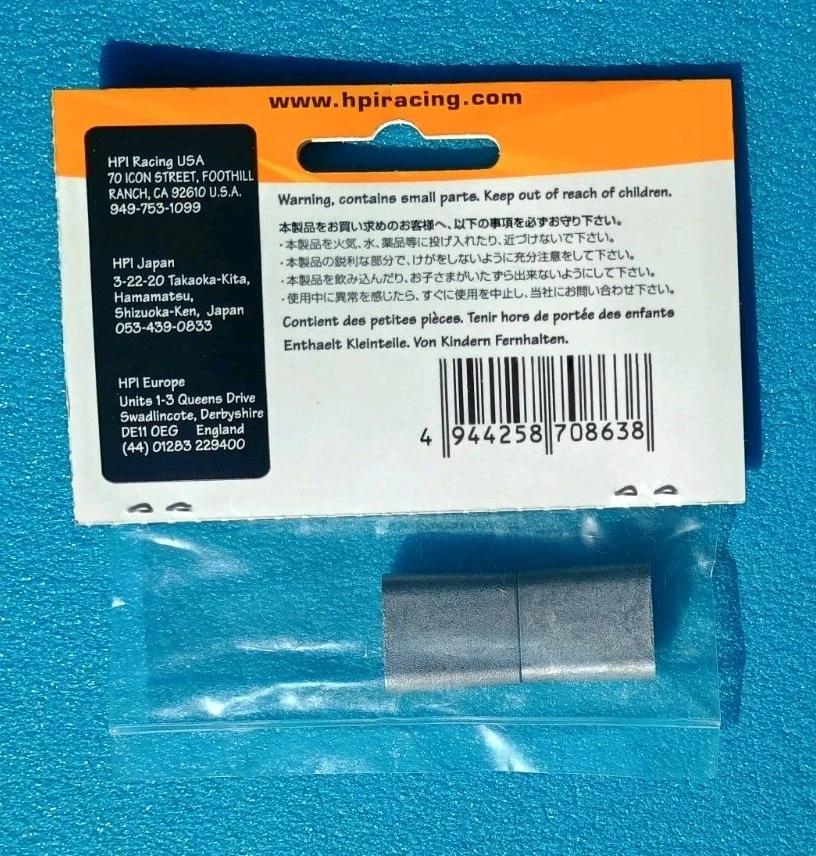 www.hpiracing.com
HPI Racing USA
70 ICON STREET, FOOTHILL
RANCH, CA 92610 U.S.A.
949-753-1099
HPI Japan
3-22-20 Takaoka-Kita,
Hamamatsu,
Shizuoka-Ken, Japan
053-439-0833
HPI Europe
Units 1-3 Queens Drive
Swadlincote, Derbyshire
DE11 OEG England
(44) 01283 229400
Warning, contains small parts. Keep out of reach of children.
本製品をお買い求めのお客様へ、以下の事項を必ずお守り下さい。
・本製品を火気、水、薬品等に投げ入れたり、近づけないで下さい。
・本製品の鋭利な部分で、けがをしないように充分注意をして下さい。
・本製品を飲み込んだり、お子さまがいたずら出来ないようにして下さい。
・使用中に異常を感じたら、すぐに使用を中止し、当社にお問い合わせ下さい。
Contient des petites pièces. Tenir hors de portée des enfants
Enthaelt Kleinteile. Von Kindern Fernhalten.
4 944258 708638